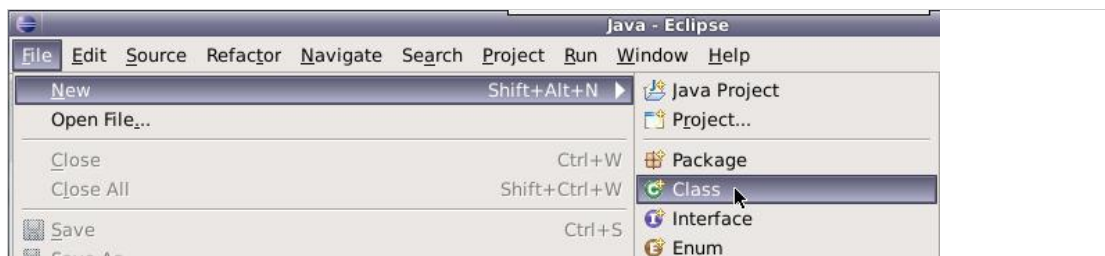 Java - Eclipse
File Edit Source Refactor Navigate Search Project Run Window Help
New Shift+Alt+N
Open File...
Close Ctrl+W
Close All Shift+Ctrl+W
Save Ctrl+S
Java Project
Project...
Package
Class
Interface
Enum